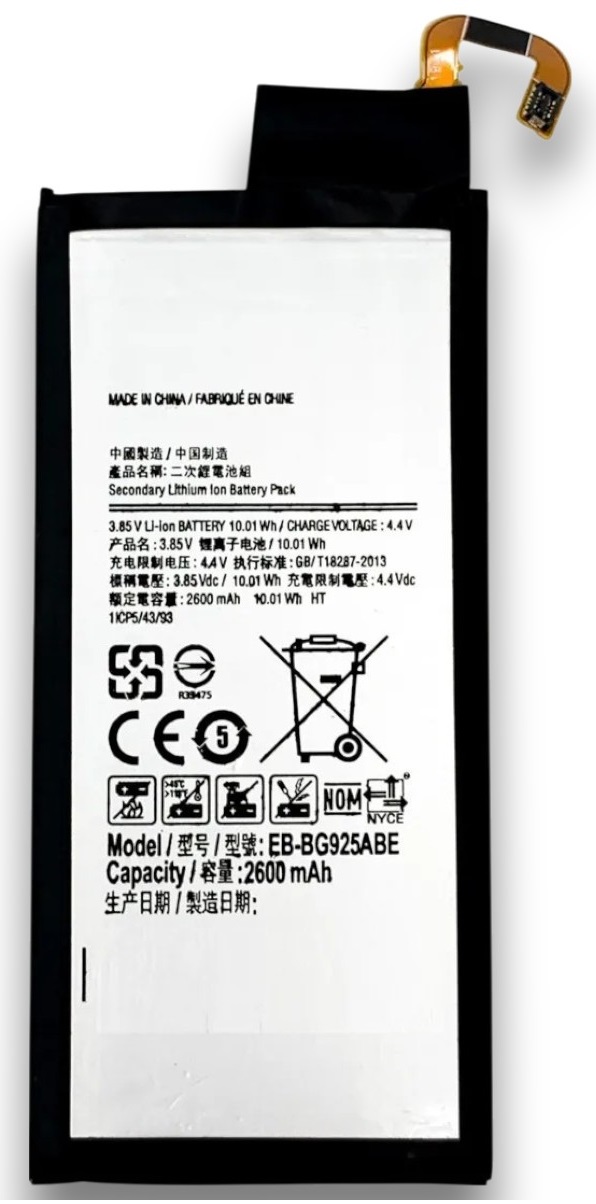 MADE IN CHINA / FABRIQUÉ EN CHINE
中國製造 / 中国制造
產品名稱: 二次鋰電池組
Secondary Lithium Ion Battery Pack
3.85 V Li-ion BATTERY 10.01 Wh / CHARGE VOLTAGE : 4.4 V
产品名 : 3.85V 锂离子电池 / 10.01 Wh
充电限制电压 : 4.4V 执行标准 : GB/T18287-2013
標稱電壓 : 3.85Vdc / 10.01 Wh 充電限制電壓 : 4.4Vdc
額定電容量 : 2600 mAh 10.01 Wh HT
1ICP5/43/93
R39475
CE 5
NOM NYCE
Model / 型号 / 型號: EB-BG925ABE
Capacity / 容量 :2600 mAh
生产日期 / 製造日期: